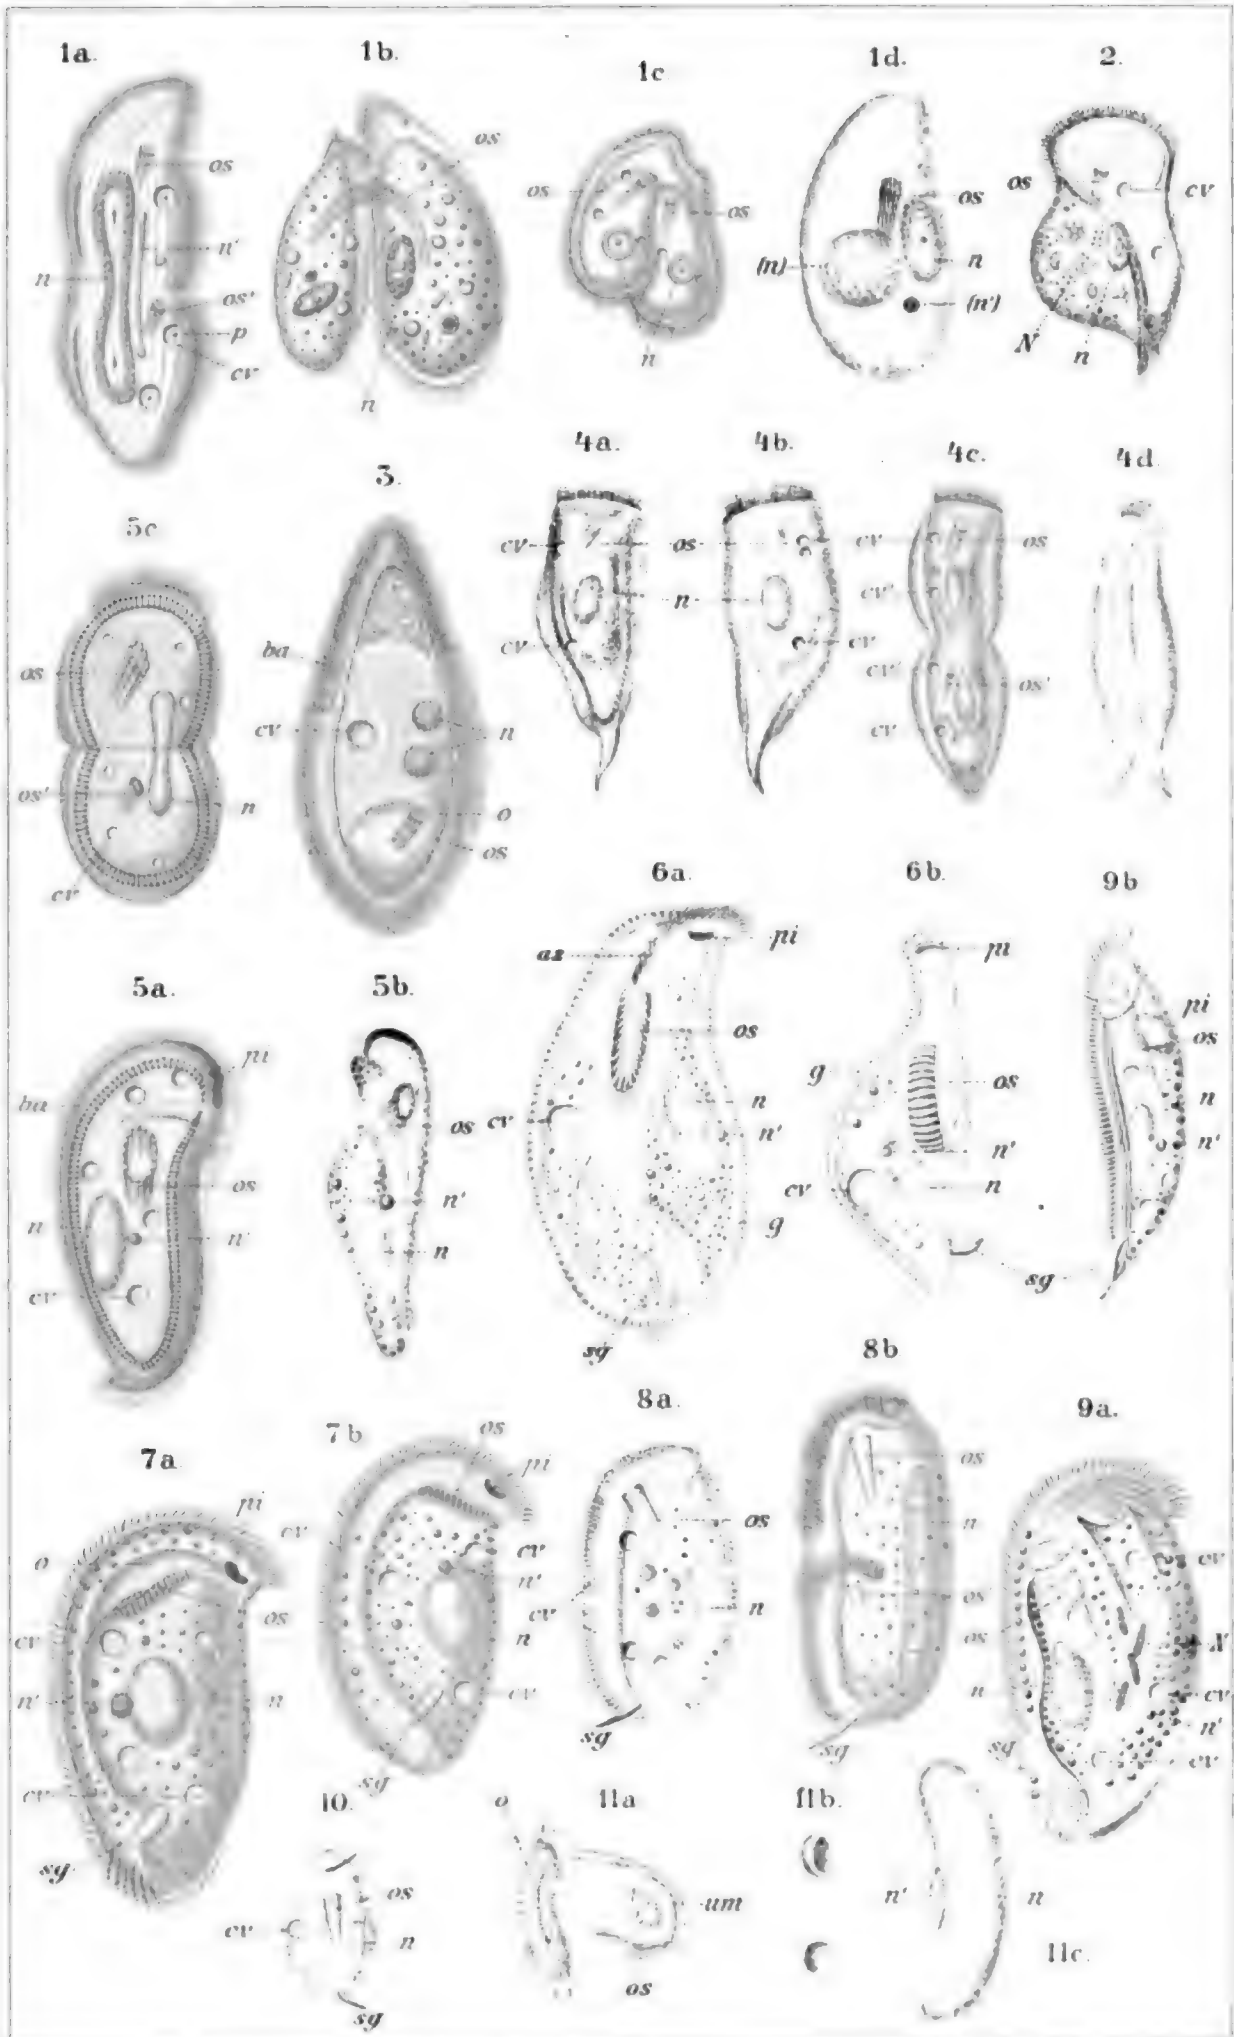 1a.
1b.
1c
1d.
2.
os
n'
n
os'
p
cv
os
n
os
os
n
os
(n)
n
(n')
os
cv
N
n
5c
3.
4a.
4b.
4c.
4d
os
os'
n
cv
ba
cv
n
o
os
cv
os
n
cv
cv
cv
os
cv'
cv'
os'
cv
5a.
5b.
6a.
6b.
9b
pi
ba
os
n
n'
cv
os
n'
n
az
pi
os
cv
n
n'
g
sg
pi
g
os
n'
cv
n
sg
pi
os
n
n'
7a
7b
8a.
8b
9a.
pi
o
os
cv
n'
n
cv
sg
os
pi
cv
cv
n'
cv
n
cv
sg
os
n
sg
os
n
os
sg
cv
os
N
n
cv
n'
sg
cv
10.
11a
11b.
11c.
os
cv
n
sg
o
um
os
n'
n